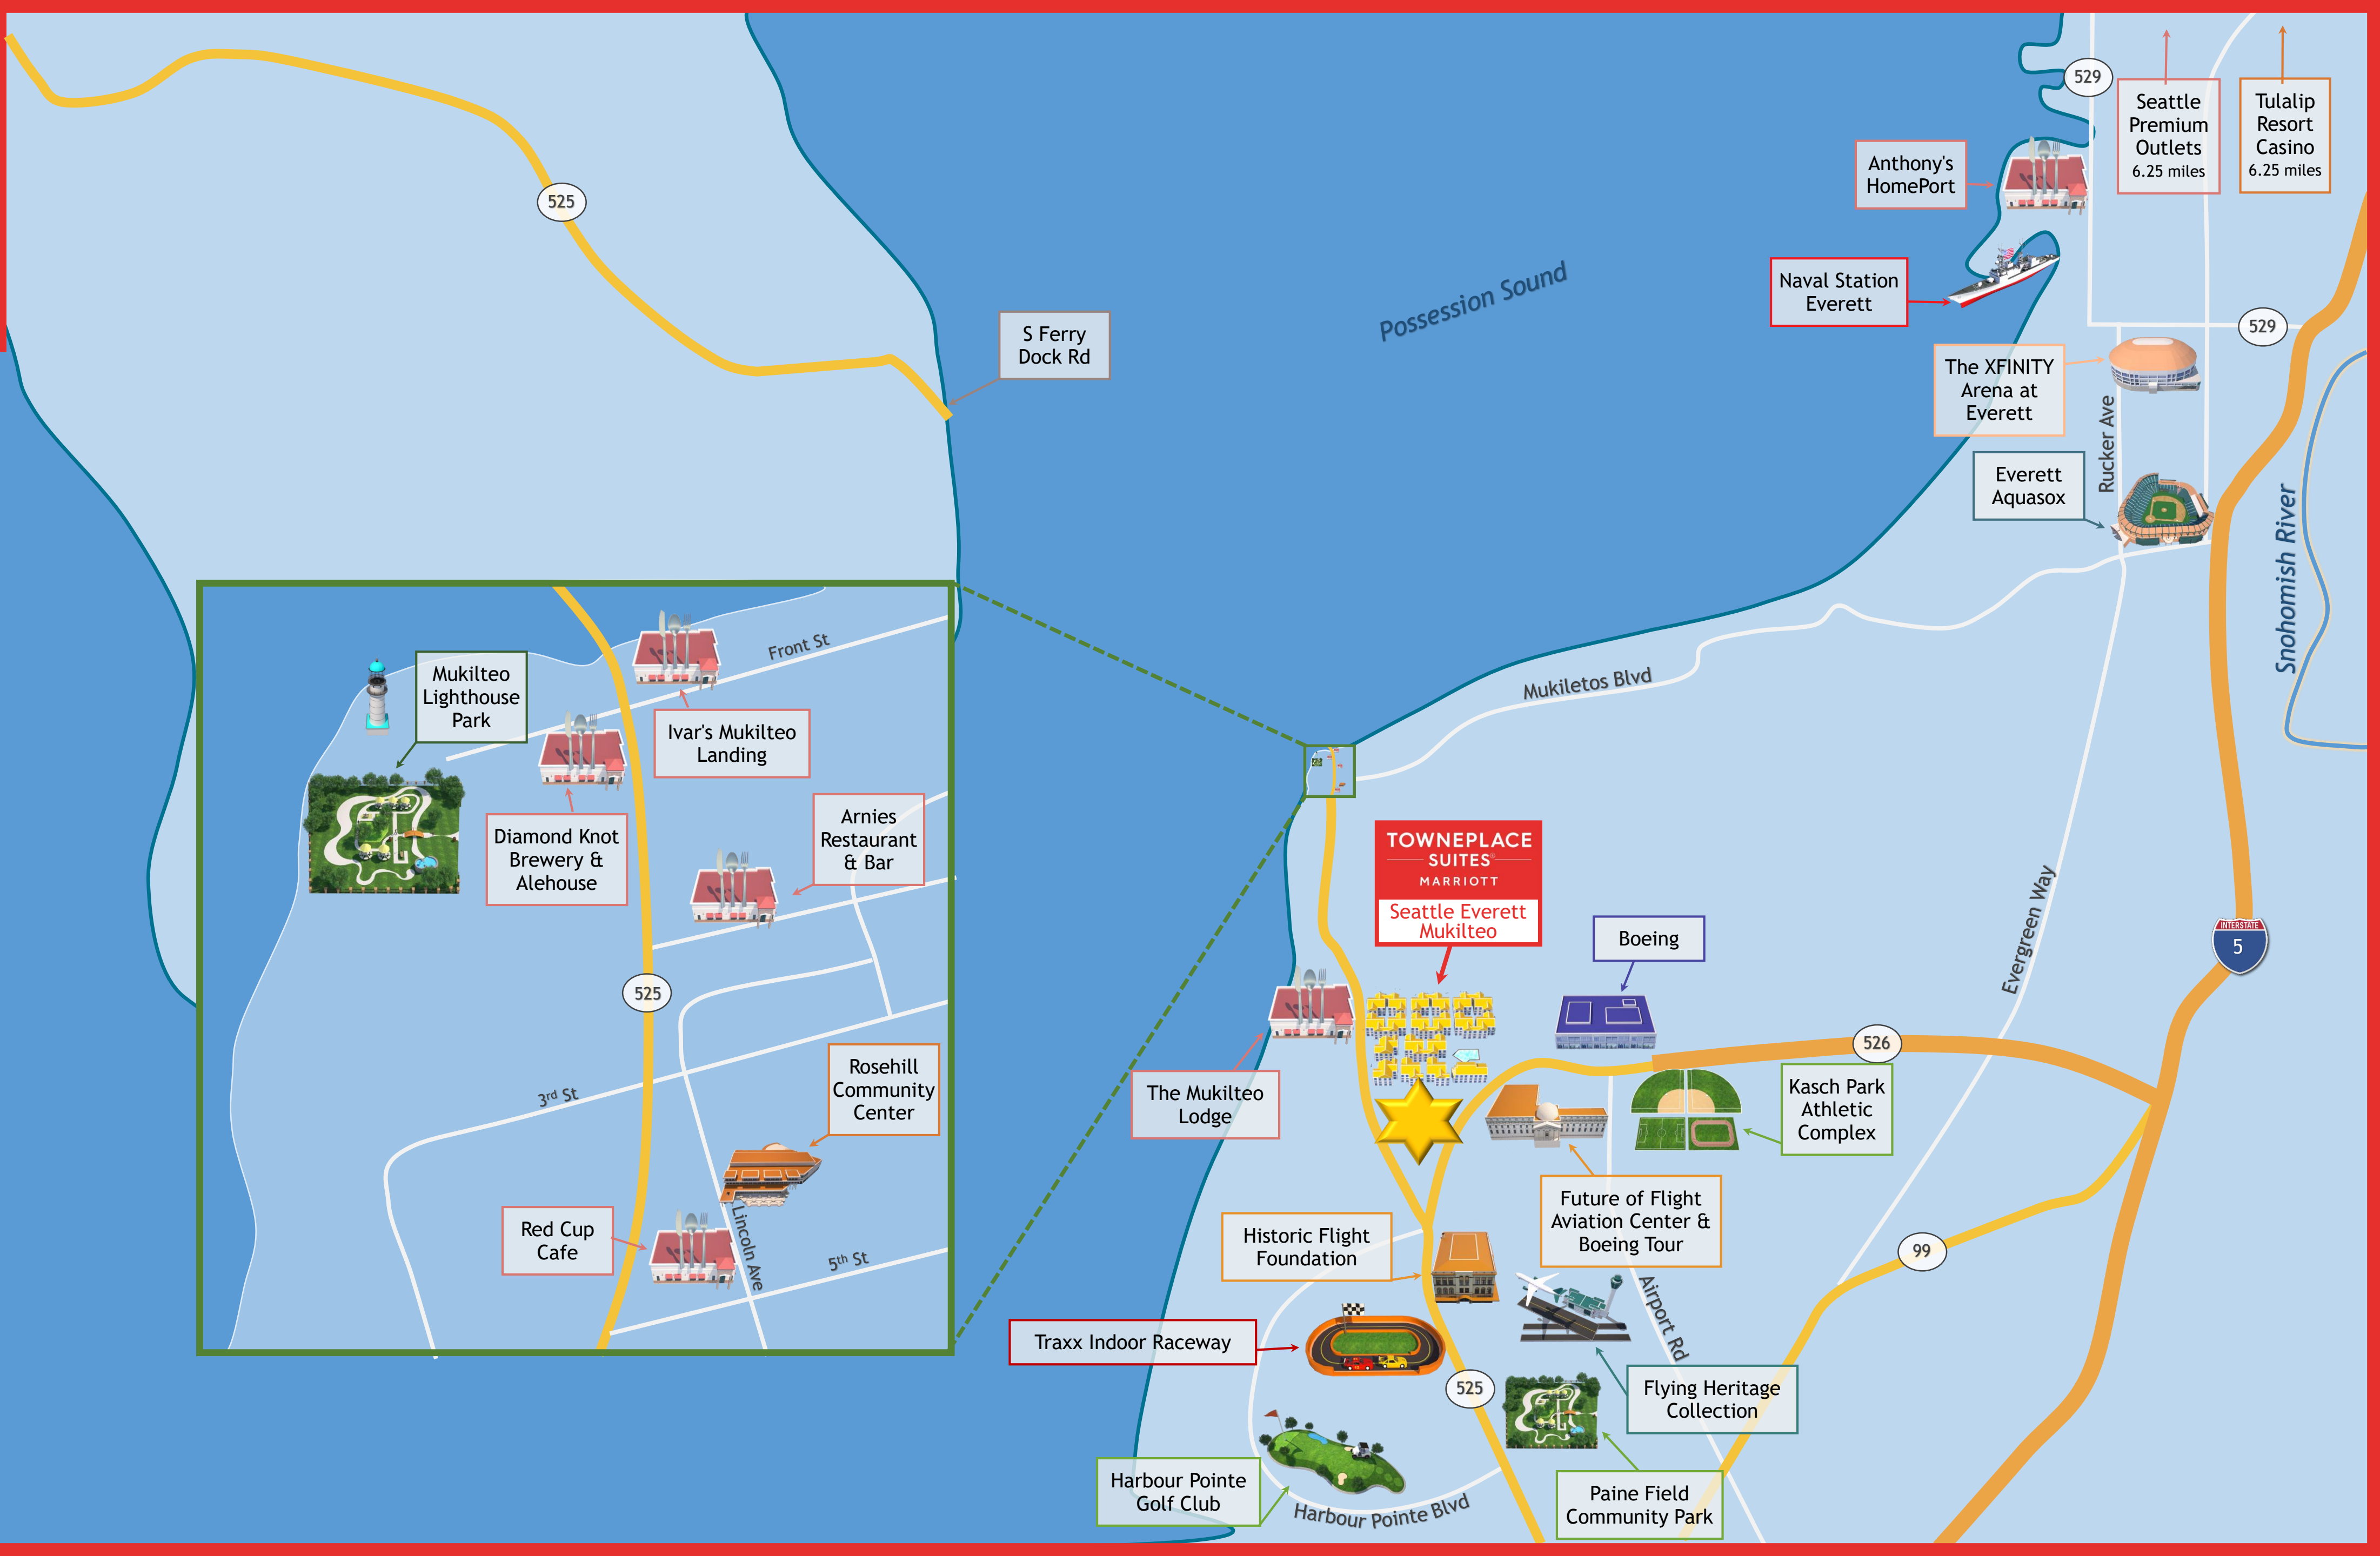 529
Seattle
Premium
Outlets
6.25 miles
Tulalip
Resort
Casino
6.25 miles
Anthony's
HomePort
525
Possession Sound
Naval Station
Everett
529
S Ferry
Dock Rd
The XFINITY
Arena at
Everett
Rucker Ave
Everett
Aquasox
Snohomish River
Mukiletos Blvd
Front St
Mukilteo
Lighthouse
Park
Ivar's Mukilteo
Landing
Diamond Knot
Brewery &
Alehouse
Arnies
Restaurant
& Bar
525
3rd St
Rosehill
Community
Center
Red Cup
Cafe
Lincoln Ave
5th St
TOWNEPLACE
SUITES®
MARRIOTT
Seattle Everett
Mukilteo
Boeing
Evergreen Way
INTERSTATE
5
526
The Mukilteo
Lodge
Kasch Park
Athletic
Complex
Future of Flight
Aviation Center &
Boeing Tour
Historic Flight
Foundation
99
Airport Rd
Traxx Indoor Raceway
525
Flying Heritage
Collection
Harbour Pointe
Golf Club
Harbour Pointe Blvd
Paine Field
Community Park